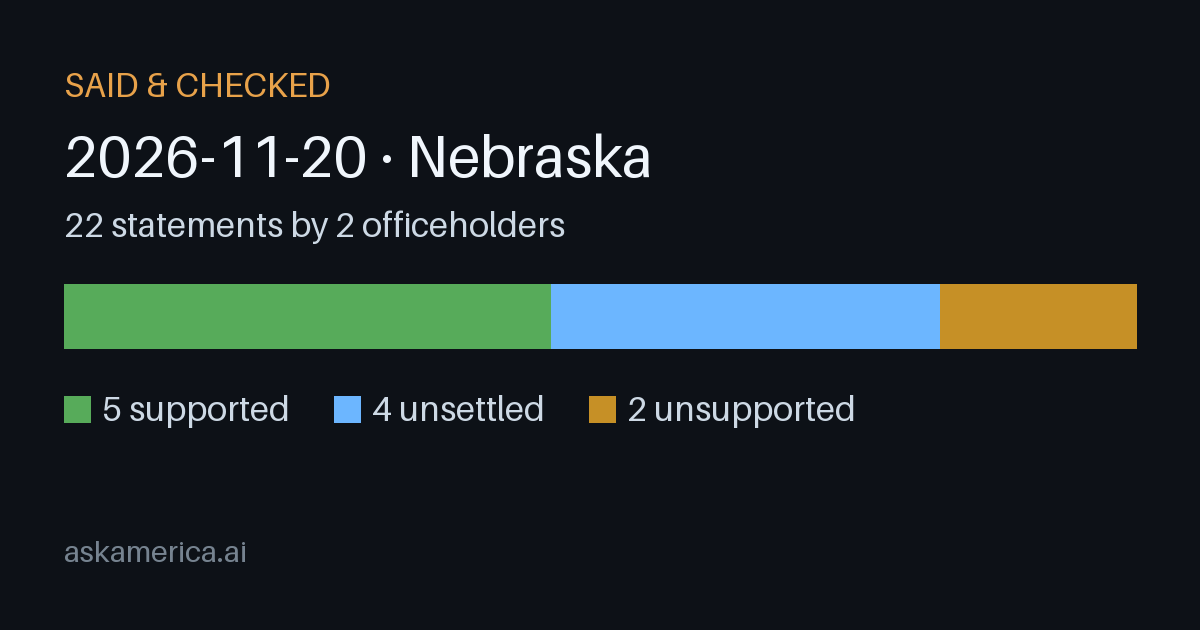 SAID & CHECKED
2026-11-20 · Nebraska
22 statements by 2 officeholders
5 supported 4 unsettled 2 unsupported
askamerica.ai